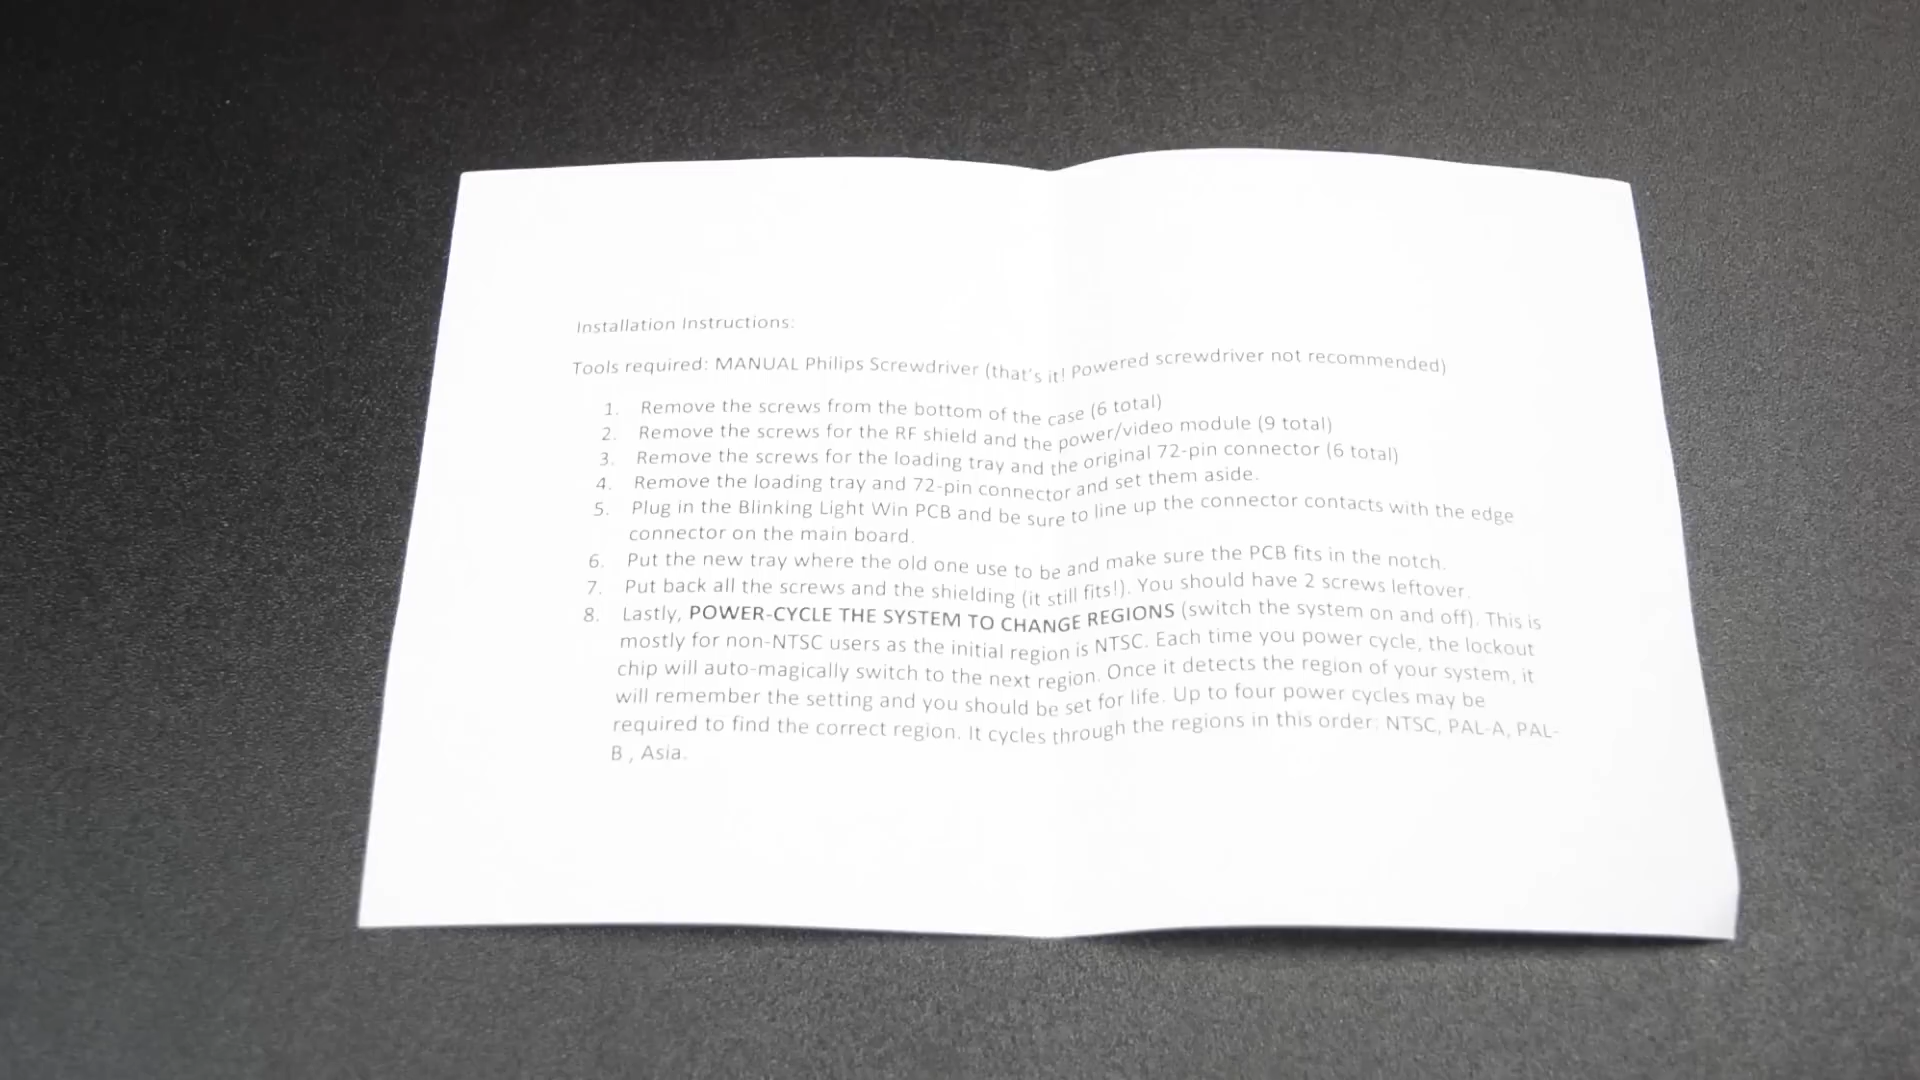 Installation Instructions:
Tools required: MANUAL Philips Screwdriver (that's it! Powered screwdriver not recommended)
1. Remove the screws from the bottom of the case (6 total)
2. Remove the screws for the RF shield and the power/video module (9 total)
3. Remove the screws for the loading tray and the original 72-pin connector (6 total)
4. Remove the loading tray and 72-pin connector and set them aside.
5. Plug in the Blinking Light Win PCB and be sure to line up the connector contacts with the edge
connector on the main board.
6. Put the new tray where the old one use to be and make sure the PCB fits in the notch.
7. Put back all the screws and the shielding (it still fits!). You should have 2 screws leftover.
8. Lastly, POWER-CYCLE THE SYSTEM TO CHANGE REGIONS (switch the system on and off). This is
mostly for non-NTSC users as the initial region is NTSC. Each time you power cycle, the lockout
chip will auto-magically switch to the next region. Once it detects the region of your system, it
will remember the setting and you should be set for life. Up to four power cycles may be
required to find the correct region. It cycles through the regions in this order: NTSC, PAL-A, PAL-
B , Asia.